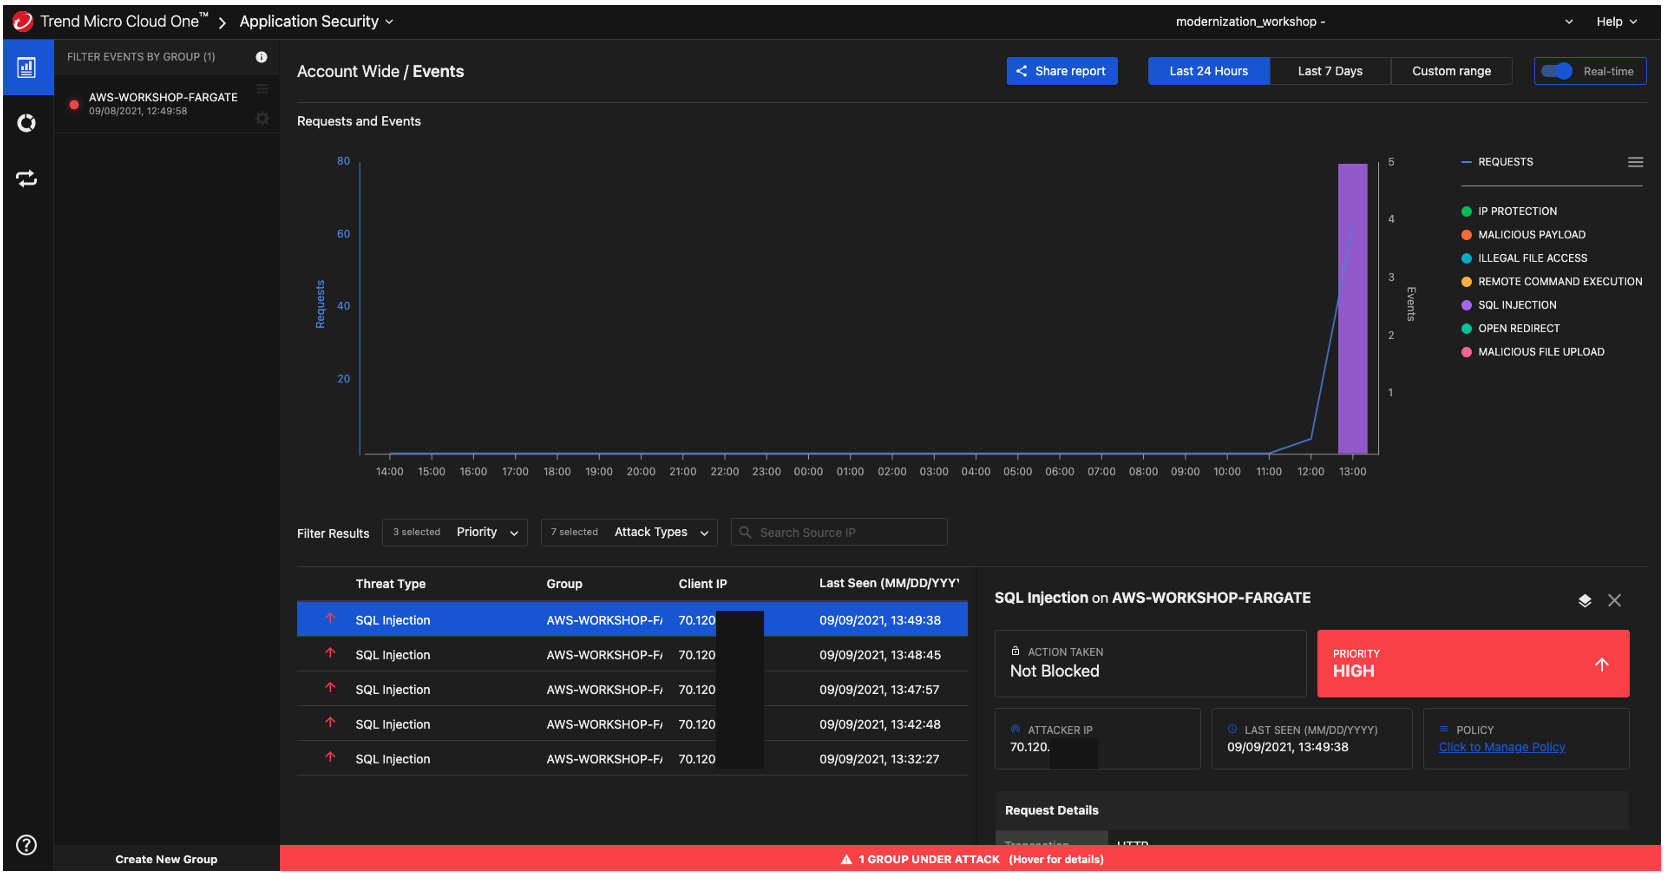 Trend Micro Cloud One™ Application Security
modernization_workshop -
Help
FILTER EVENTS BY GROUP (1)
AWS-WORKSHOP-FARGATE
09/08/2021, 12:49:58
Account Wide / Events
Share report
Last 24 Hours
Last 7 Days
Custom range
Real-time
Requests and Events
80
60
40
20
Requests
5
4
3
2
1
Events
14:00 15:00 16:00 17:00 18:00 19:00 20:00 21:00 22:00 23:00 00:00 01:00 02:00 03:00 04:00 05:00 06:00 07:00 08:00 09:00 10:00 11:00 12:00 13:00
REQUESTS
IP PROTECTION
MALICIOUS PAYLOAD
ILLEGAL FILE ACCESS
REMOTE COMMAND EXECUTION
SQL INJECTION
OPEN REDIRECT
MALICIOUS FILE UPLOAD
Filter Results
3 selected Priority
7 selected Attack Types
Search Source IP
Threat Type Group Client IP Last Seen (MM/DD/YYY
SQL Injection AWS-WORKSHOP-F 70.120 09/09/2021, 13:49:38
SQL Injection AWS-WORKSHOP-F 70.120 09/09/2021, 13:48:45
SQL Injection AWS-WORKSHOP-F 70.120 09/09/2021, 13:47:57
SQL Injection AWS-WORKSHOP-F 70.120 09/09/2021, 13:42:48
SQL Injection AWS-WORKSHOP-F 70.120 09/09/2021, 13:32:27
SQL Injection on AWS-WORKSHOP-FARGATE
ACTION TAKEN
Not Blocked
PRIORITY
HIGH
ATTACKER IP
70.120.
LAST SEEN (MM/DD/YYYY)
09/09/2021, 13:49:38
POLICY
Click to Manage Policy
Request Details
Transaction HTTP
Create New Group
1 GROUP UNDER ATTACK (Hover for details)